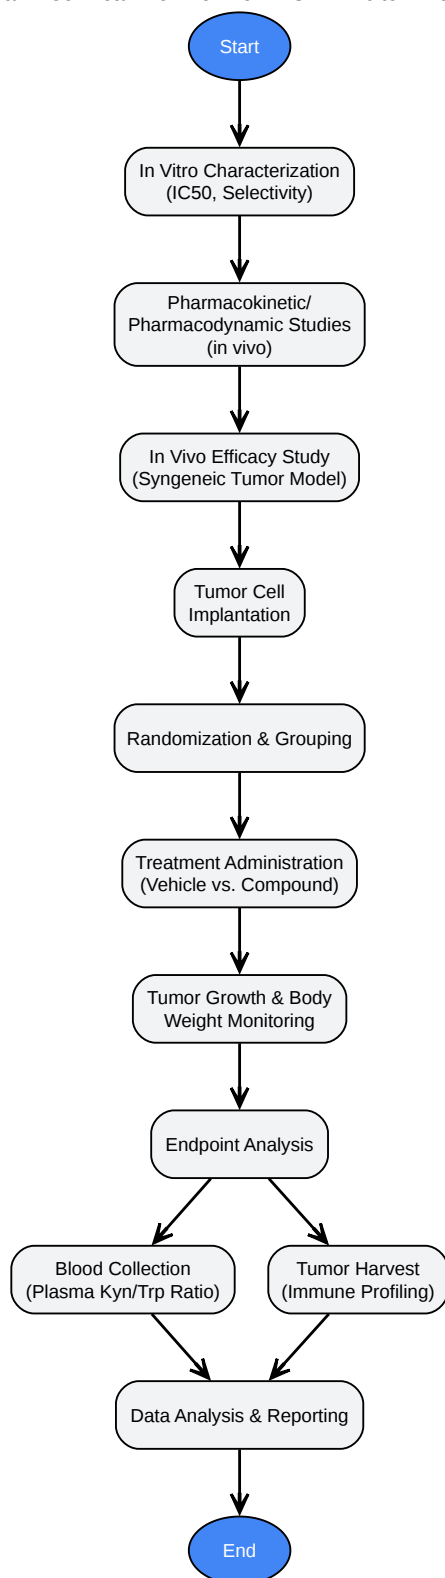 Start
In Vitro Characterization
(IC50, Selectivity)
Pharmacokinetic/
Pharmacodynamic Studies
(in vivo)
In Vivo Efficacy Study
(Syngeneic Tumor Model)
Tumor Cell
Implantation
Randomization & Grouping
Treatment Administration
(Vehicle vs. Compound)
Tumor Growth & Body
Weight Monitoring
Endpoint Analysis
Blood Collection
(Plasma Kyn/Trp Ratio)
Tumor Harvest
(Immune Profiling)
Data Analysis & Reporting
End